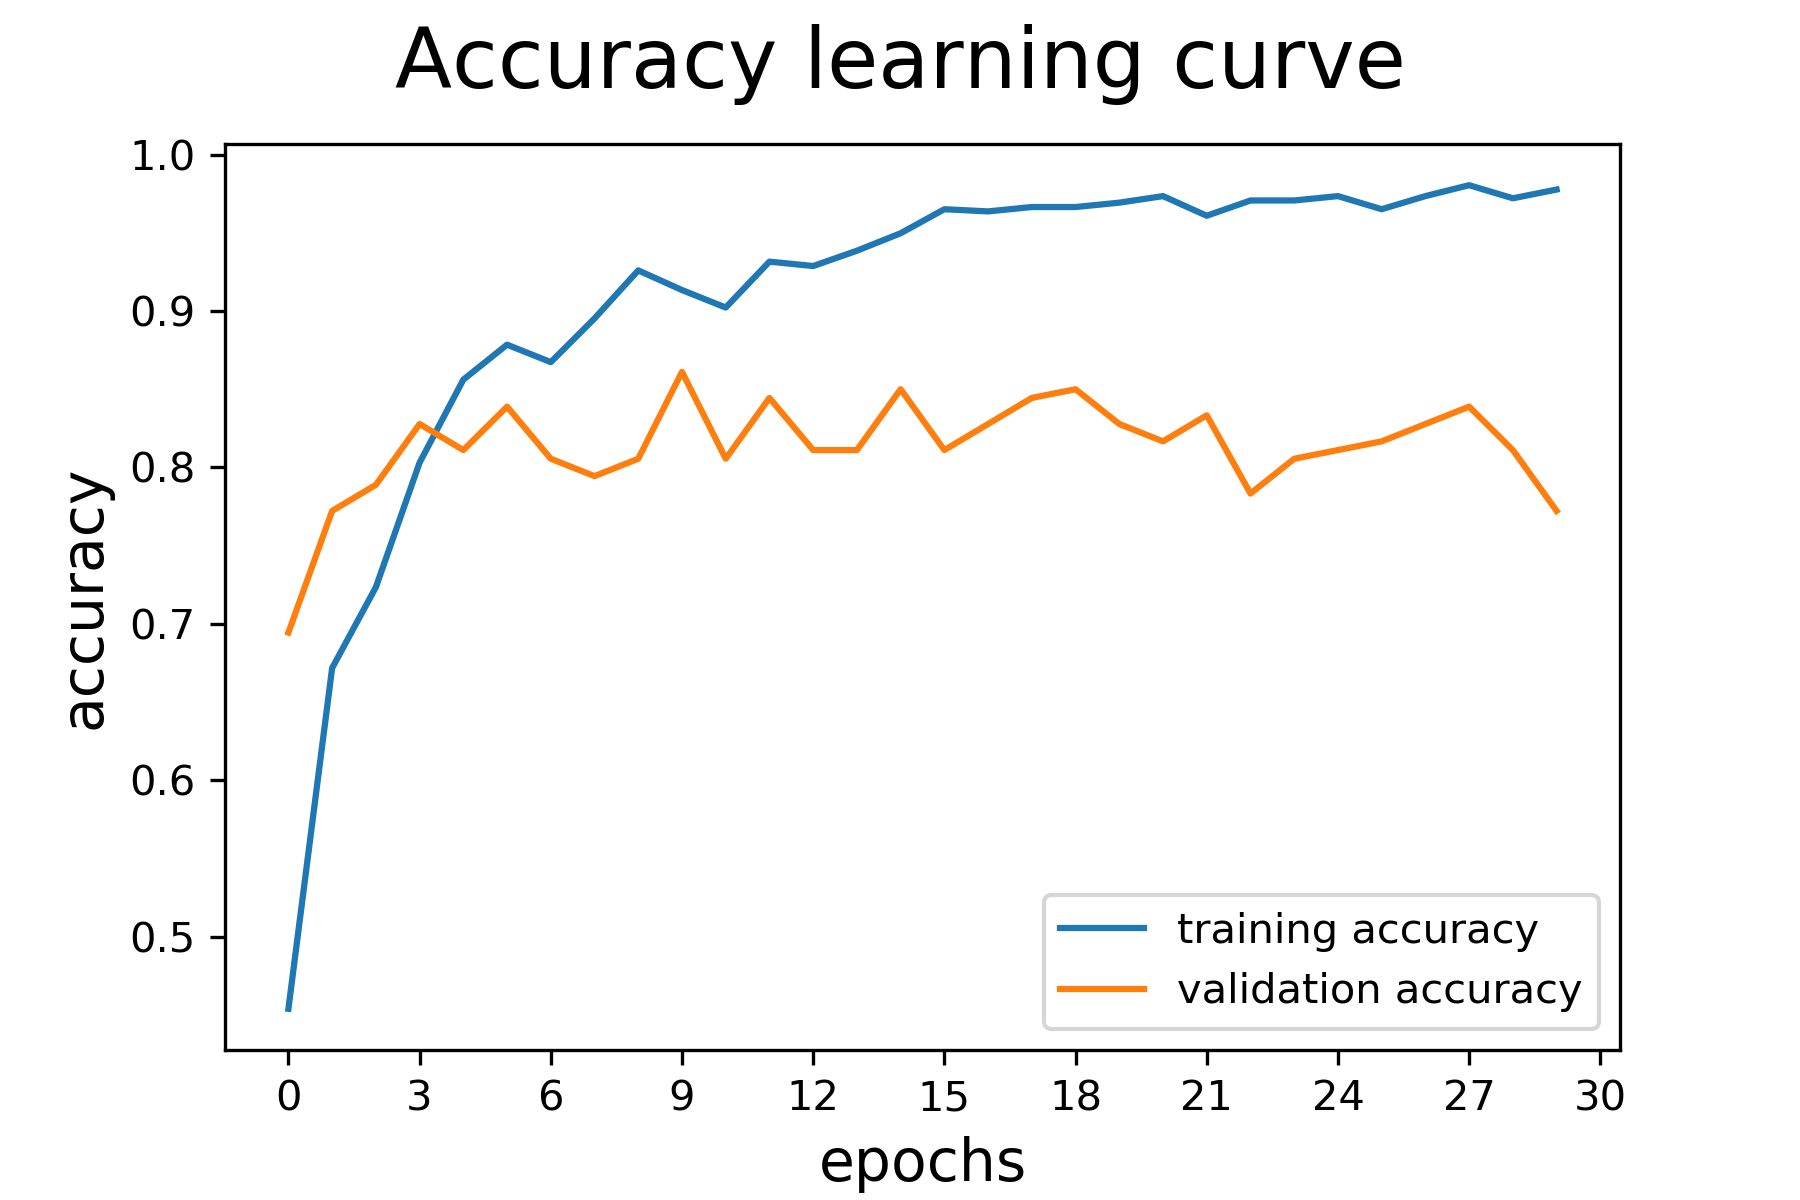 Accuracy learning curve
1.0
0.9
0.8
0.7
0.6
0.5
accuracy
training accuracy
validation accuracy
0 3 6 9 12 15 18 21 24 27 30
epochs